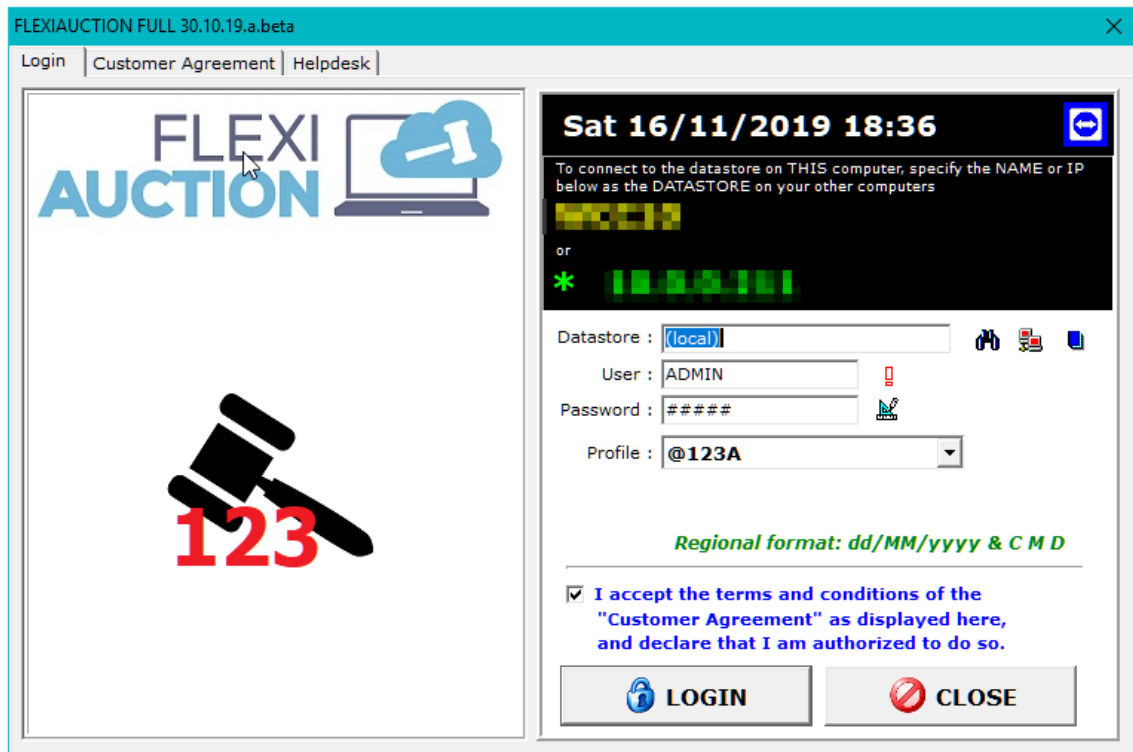 FLEXIAUCTION FULL 30.10.19.a.beta
Login
Customer Agreement
Helpdesk
FLEXI
AUCTION
123
Sat 16/11/2019 18:36
To connect to the datastore on THIS computer, specify the NAME or IP
below as the DATASTORE on your other computers
or
*
Datastore : (local)
User : ADMIN
Password : #####
Profile : @123A
Regional format: dd/MM/yyyy & C M D
I accept the terms and conditions of the
"Customer Agreement" as displayed here,
and declare that I am authorized to do so.
LOGIN
CLOSE